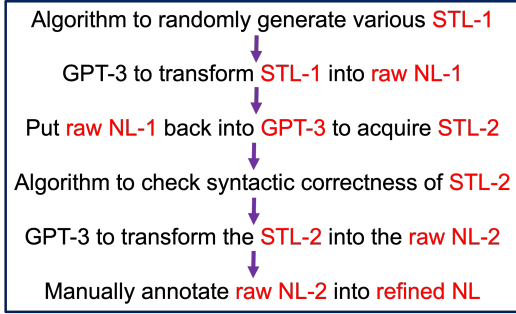 Algorithm to randomly generate various STL-1
GPT-3 to transform STL-1 into raw NL-1
Put raw NL-1 back into GPT-3 to acquire STL-2
Algorithm to check syntactic correctness of STL-2
GPT-3 to transform the STL-2 into the raw NL-2
Manually annotate raw NL-2 into refined NL